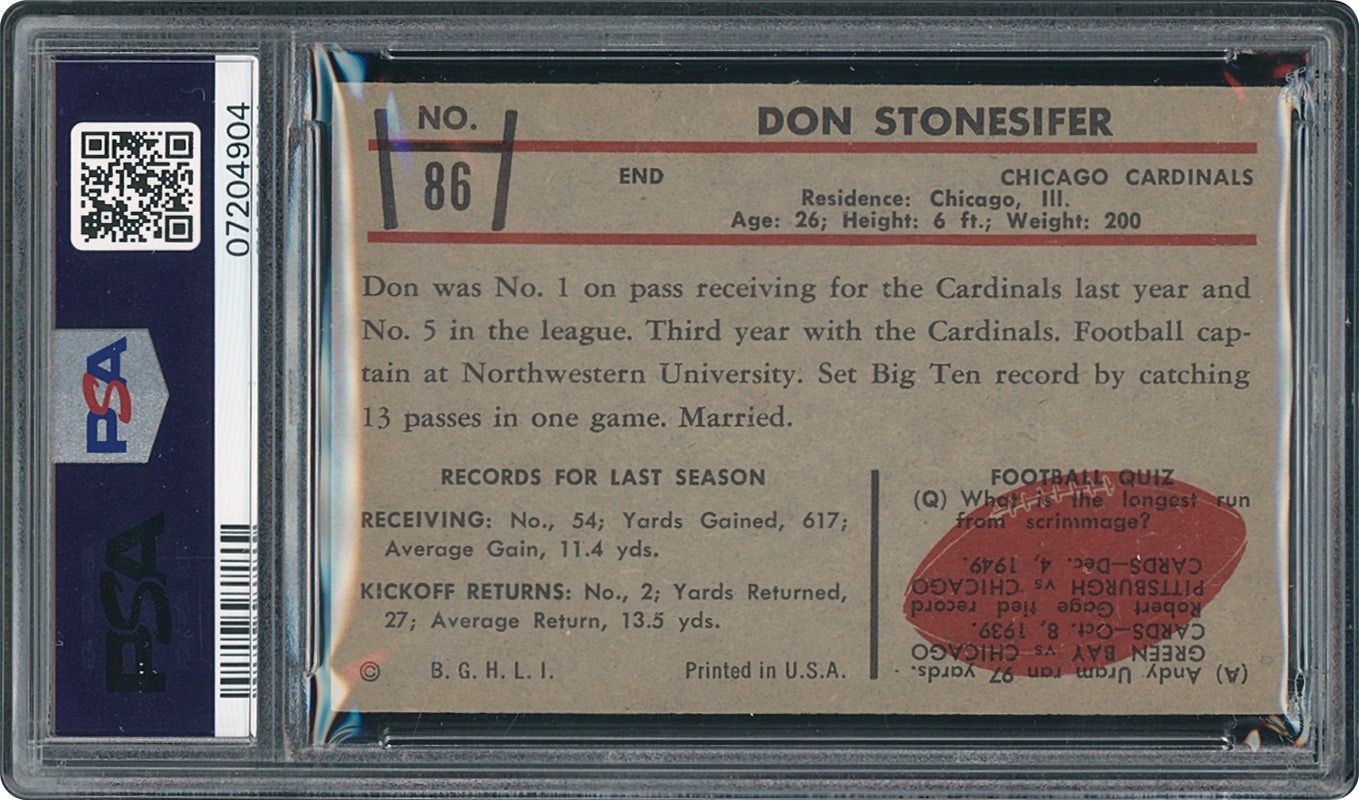 PSA
072204904
PSA
NO.
86
DON STONESIFER
END
CHICAGO CARDINALS
Residence: Chicago, Ill.
Age: 26; Height: 6 ft.; Weight: 200
Don was No. 1 on pass receiving for the Cardinals last year and
No. 5 in the league. Third year with the Cardinals. Football cap-
tain at Northwestern University. Set Big Ten record by catching
13 passes in one game. Married.
RECORDS FOR LAST SEASON
RECEIVING: No., 54; Yards Gained, 617;
Average Gain, 11.4 yds.
KICKOFF RETURNS: No., 2; Yards Returned,
27; Average Return, 13.5 yds.
© B. G. H. L. I.
Printed in U.S.A.
FOOTBALL QUIZ
(Q) What is the longest run
from scrimmage?
(A) Andy Uram ran 97 yards.
GREEN BAY vs CHICAGO
CARDS—Oct. 8, 1939.
Robert Gage tied record
PITTSBURGH vs CHICAGO
CARDS—Dec. 4, 1949.